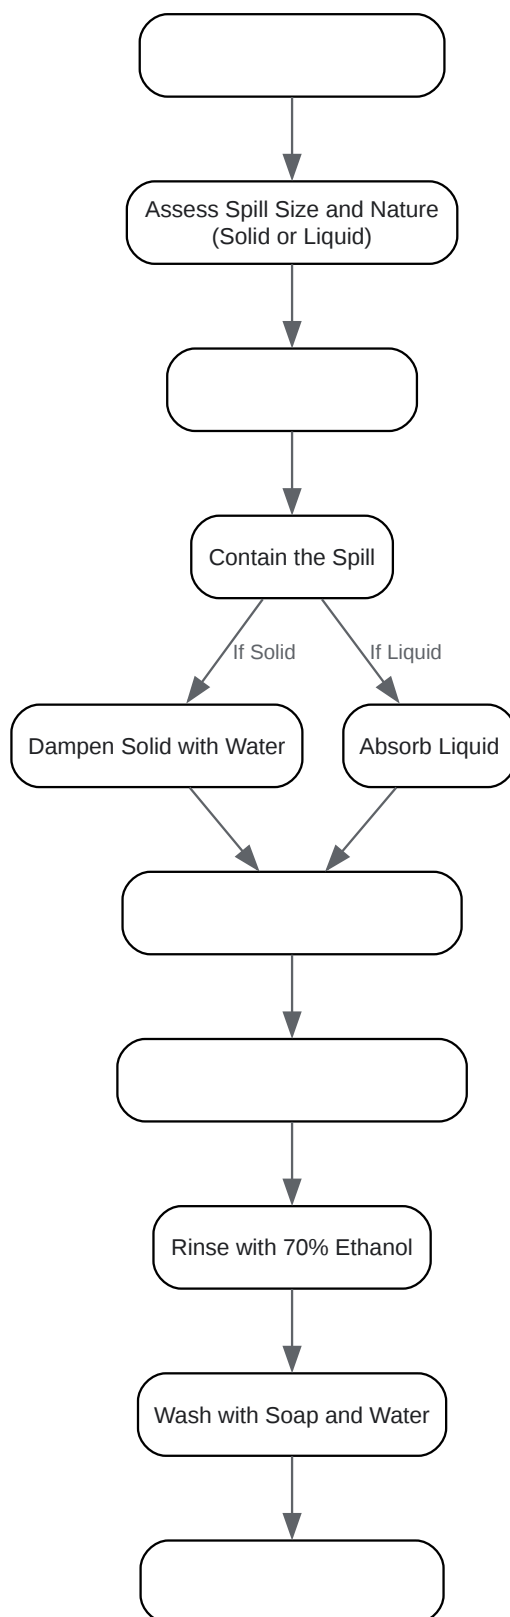 Assess Spill Size and Nature
(Solid or Liquid)
Contain the Spill
If Solid
If Liquid
Dampen Solid with Water
Absorb Liquid
Rinse with 70% Ethanol
Wash with Soap and Water